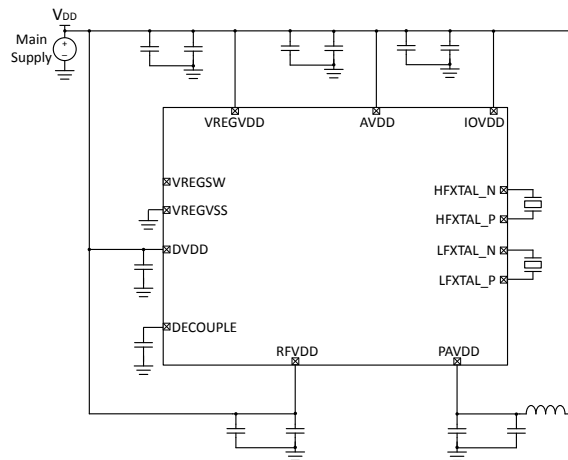 VDD
Main
Supply
+
–
VREGVDD
AVDD
IOVDD
VREGSW
HFXTAL_N
VREGVSS
HFXTAL_P
DVDD
LFXTAL_N
LFXTAL_P
DECOUPLE
RFVDD
PAVDD